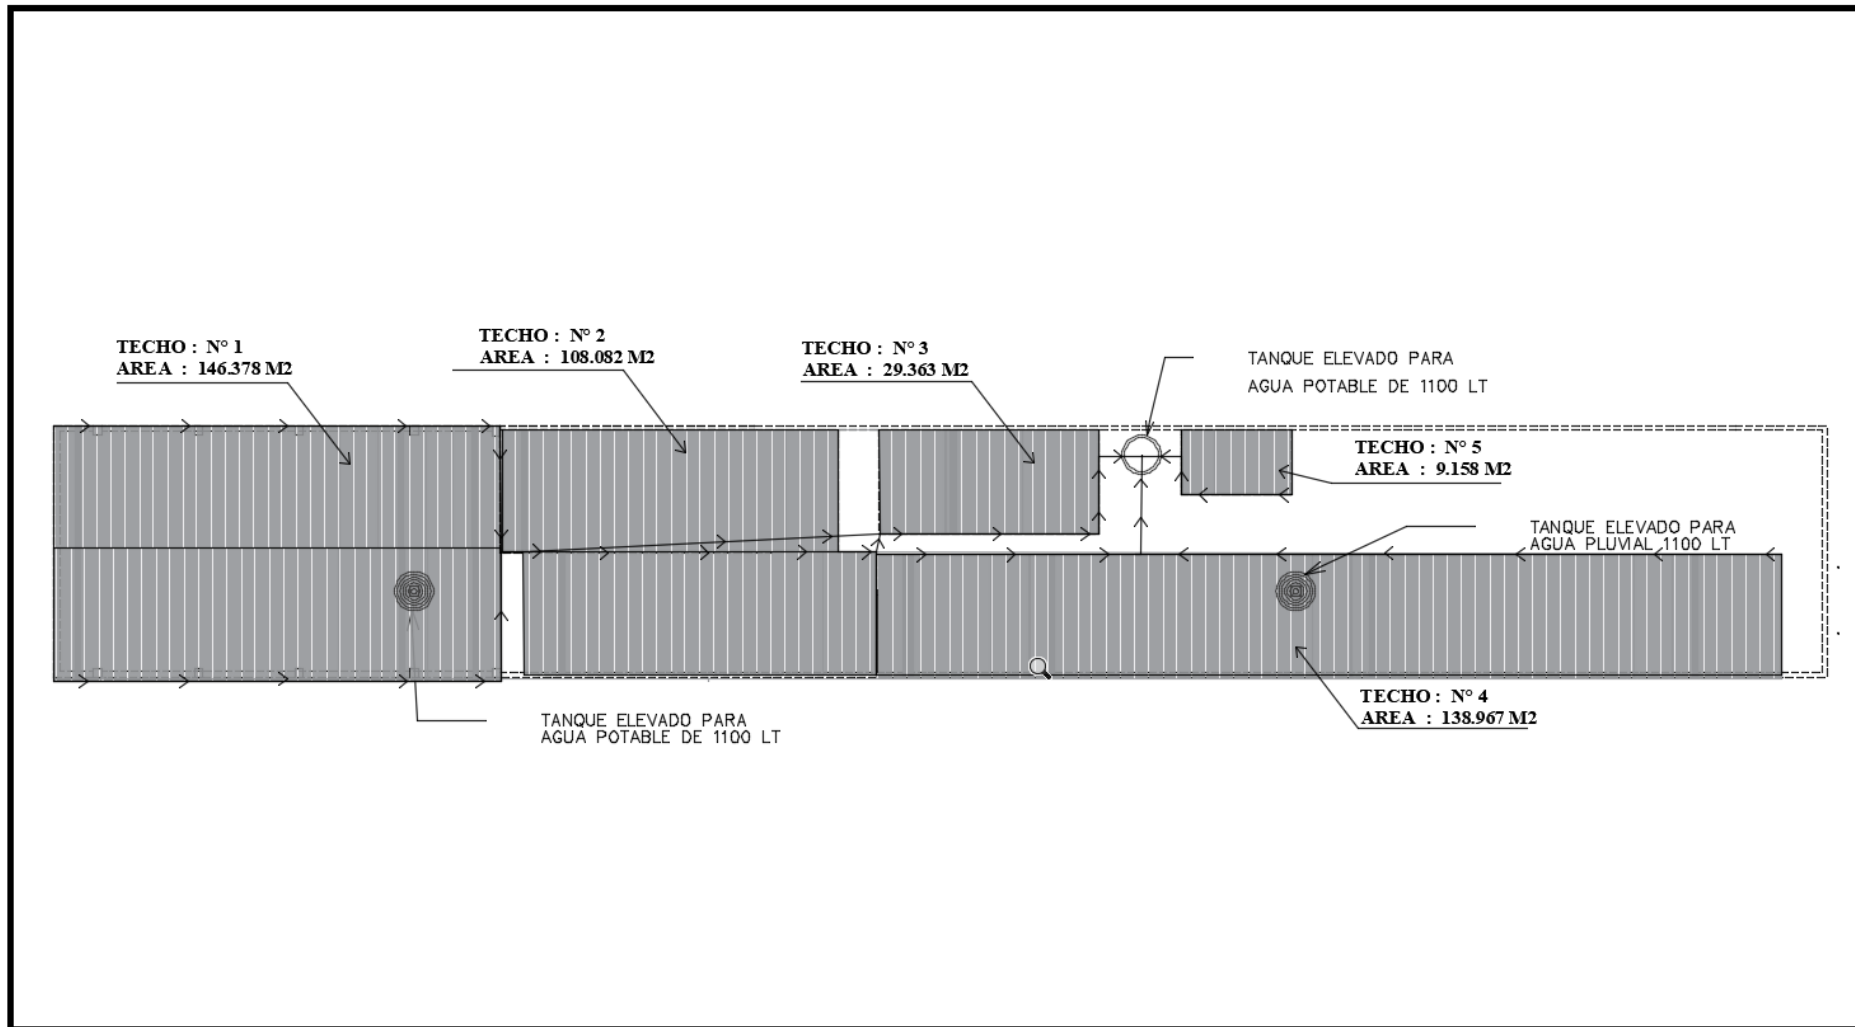 TECHO : N° 1
AREA : 146.378 M2
TECHO : N° 2
AREA : 108.082 M2
TECHO : N° 3
AREA : 29.363 M2
TANQUE ELEVADO PARA
AGUA POTABLE DE 1100 LT
TECHO : N° 5
AREA : 9.158 M2
TANQUE ELEVADO PARA
AGUA PLUVIAL 1100 LT
TECHO : N° 4
AREA : 138.967 M2
TANQUE ELEVADO PARA
AGUA POTABLE DE 1100 LT